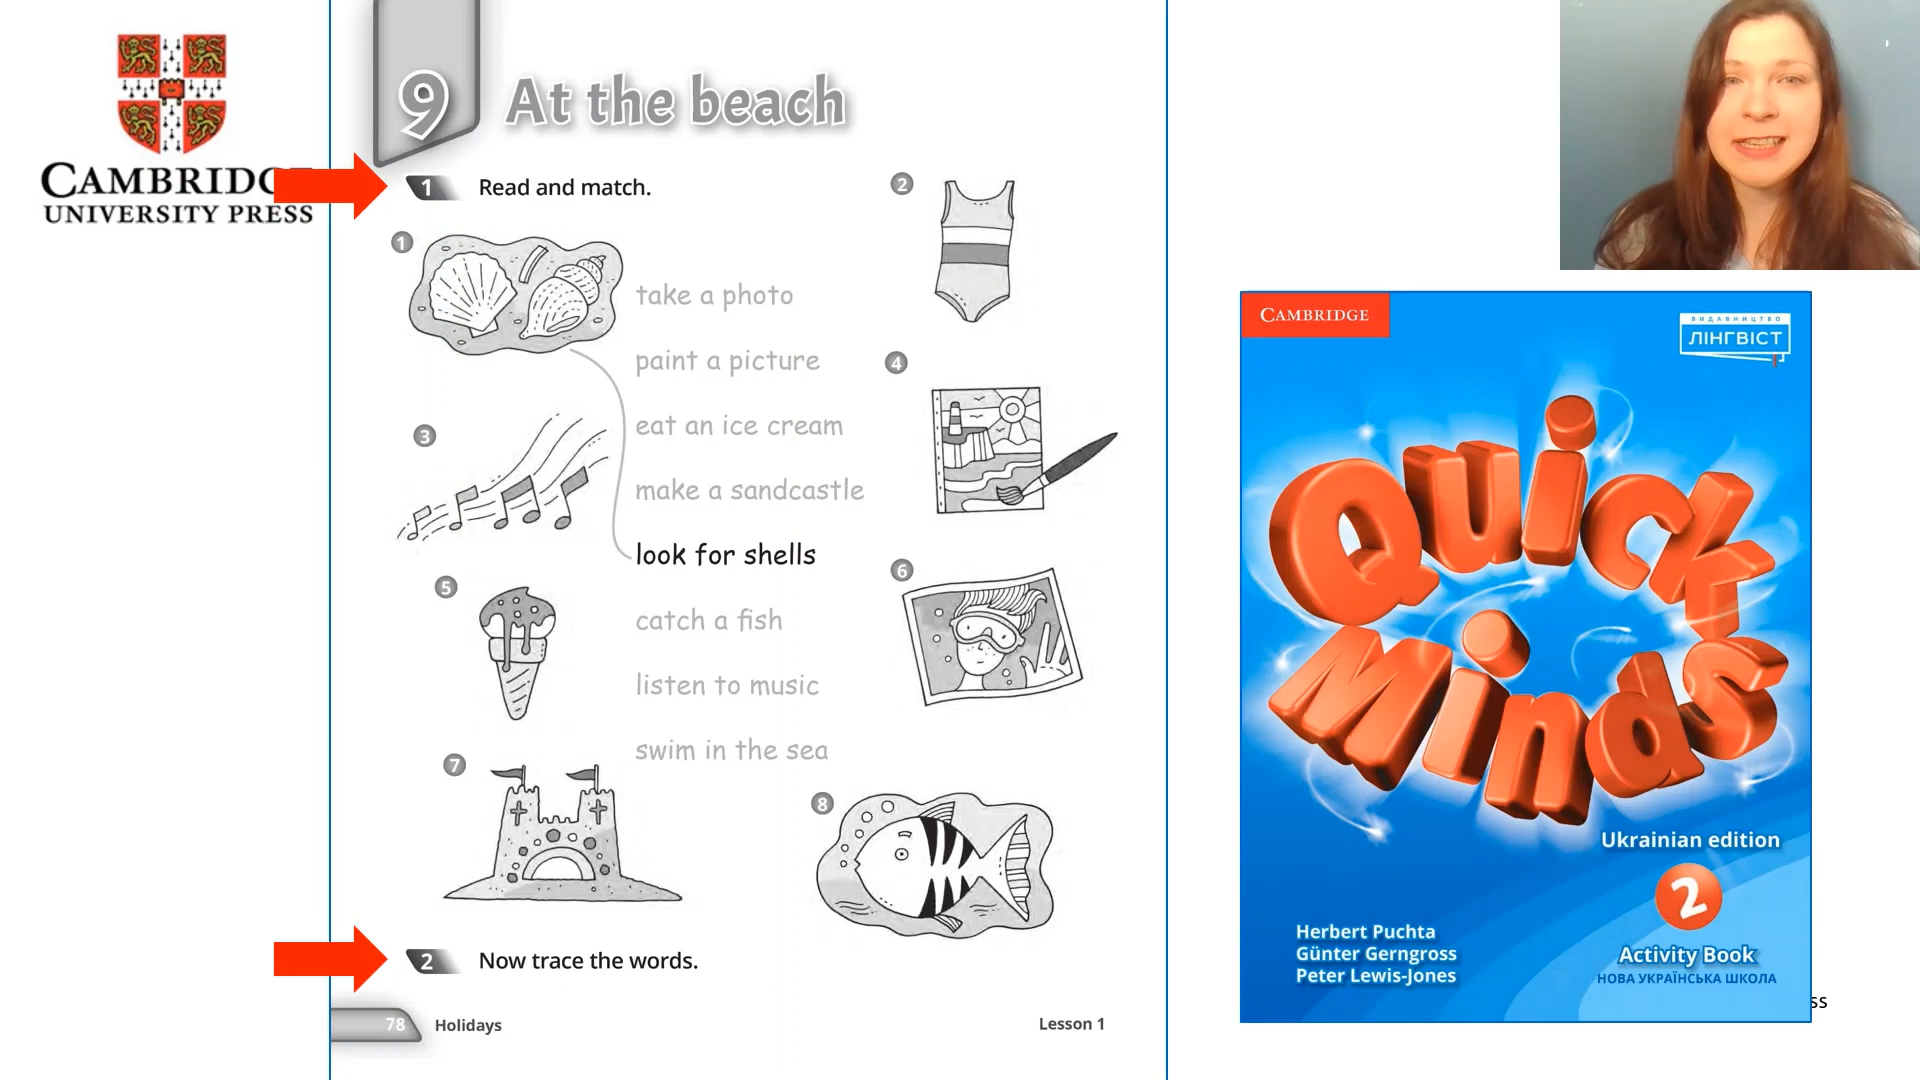 CAMBRIDGE
UNIVERSITY PRESS
9 At the beach
1 Read and match.
1
2
take a photo
paint a picture
4
eat an ice cream
3
make a sandcastle
look for shells
5
6
catch a fish
listen to music
swim in the sea
7
8
2 Now trace the words.
78 Holidays
Lesson 1
CAMBRIDGE
ВИДАВНИЦТВО
ЛІНГВІСТ
Quick
Minds
Ukrainian edition
2
Herbert Puchta
Günter Gerngross
Peter Lewis-Jones
Activity Book
НОВА УКРАЇНСЬКА ШКОЛА